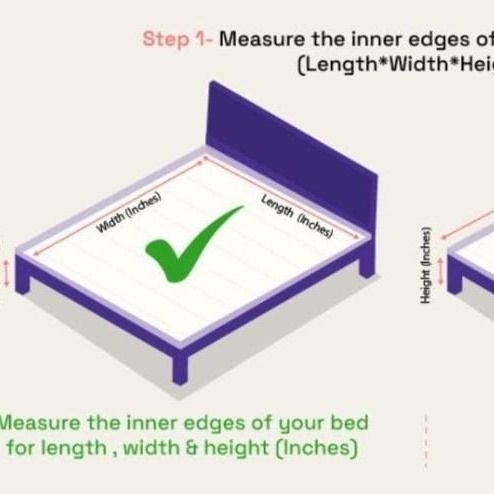 Step 1- Measure the inner edges of
(Length*Width*Hei
Width (Inches)
Length (Inches)
Height (Inches)
Measure the inner edges of your bed
for length , width & height (Inches)